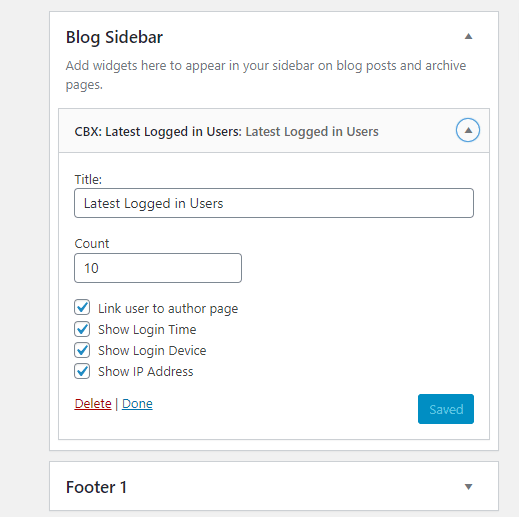 Blog Sidebar
Add widgets here to appear in your sidebar on blog posts and archive
pages.
CBX: Latest Logged in Users: Latest Logged in Users
Title:
Latest Logged in Users
Count
10
Link user to author page
Show Login Time
Show Login Device
Show IP Address
Delete | Done
Saved
Footer 1